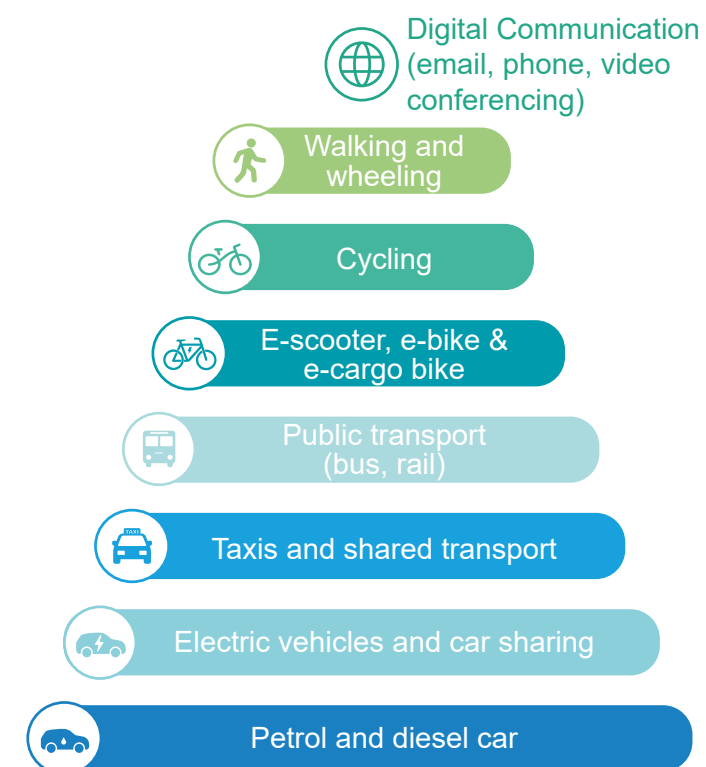 Digital Communication
(email, phone, video
conferencing)
Walking and
wheeling
Cycling
E-scooter, e-bike &
e-cargo bike
Public transport
(bus, rail)
TAXI
Taxis and shared transport
Electric vehicles and car sharing
Petrol and diesel car